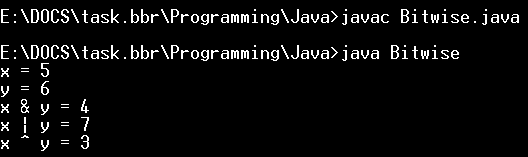 E:\DOCS\task.bbr\Programming\Java>javac Bitwise.java
E:\DOCS\task.bbr\Programming\Java>java Bitwise
x = 5
y = 6
x & y = 4
x | y = 7
x ^ y = 3